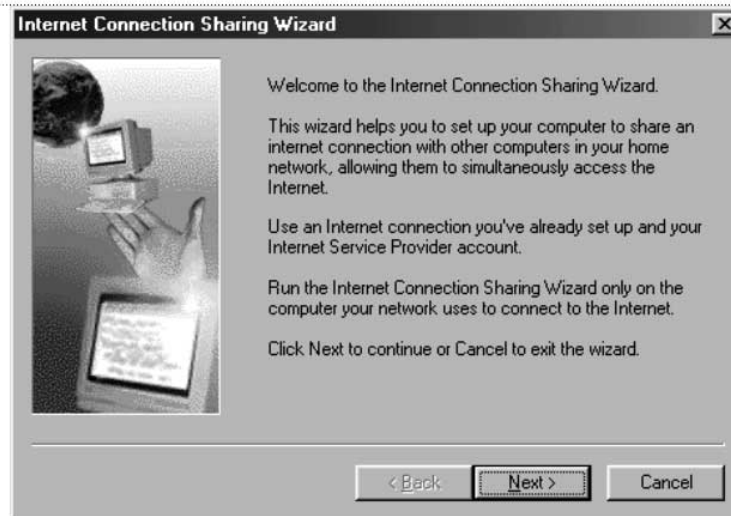 Internet Connection Sharing Wizard
Welcome to the Internet Connection Sharing Wizard.
This wizard helps you to set up your computer to share an
internet connection with other computers in your home
network, allowing them to simultaneously access the
Internet.
Use an Internet connection you've already set up and your
Internet Service Provider account.
Run the Internet Connection Sharing Wizard only on the
computer your network uses to connect to the Internet.
Click Next to continue or Cancel to exit the wizard.
< Back Next > Cancel